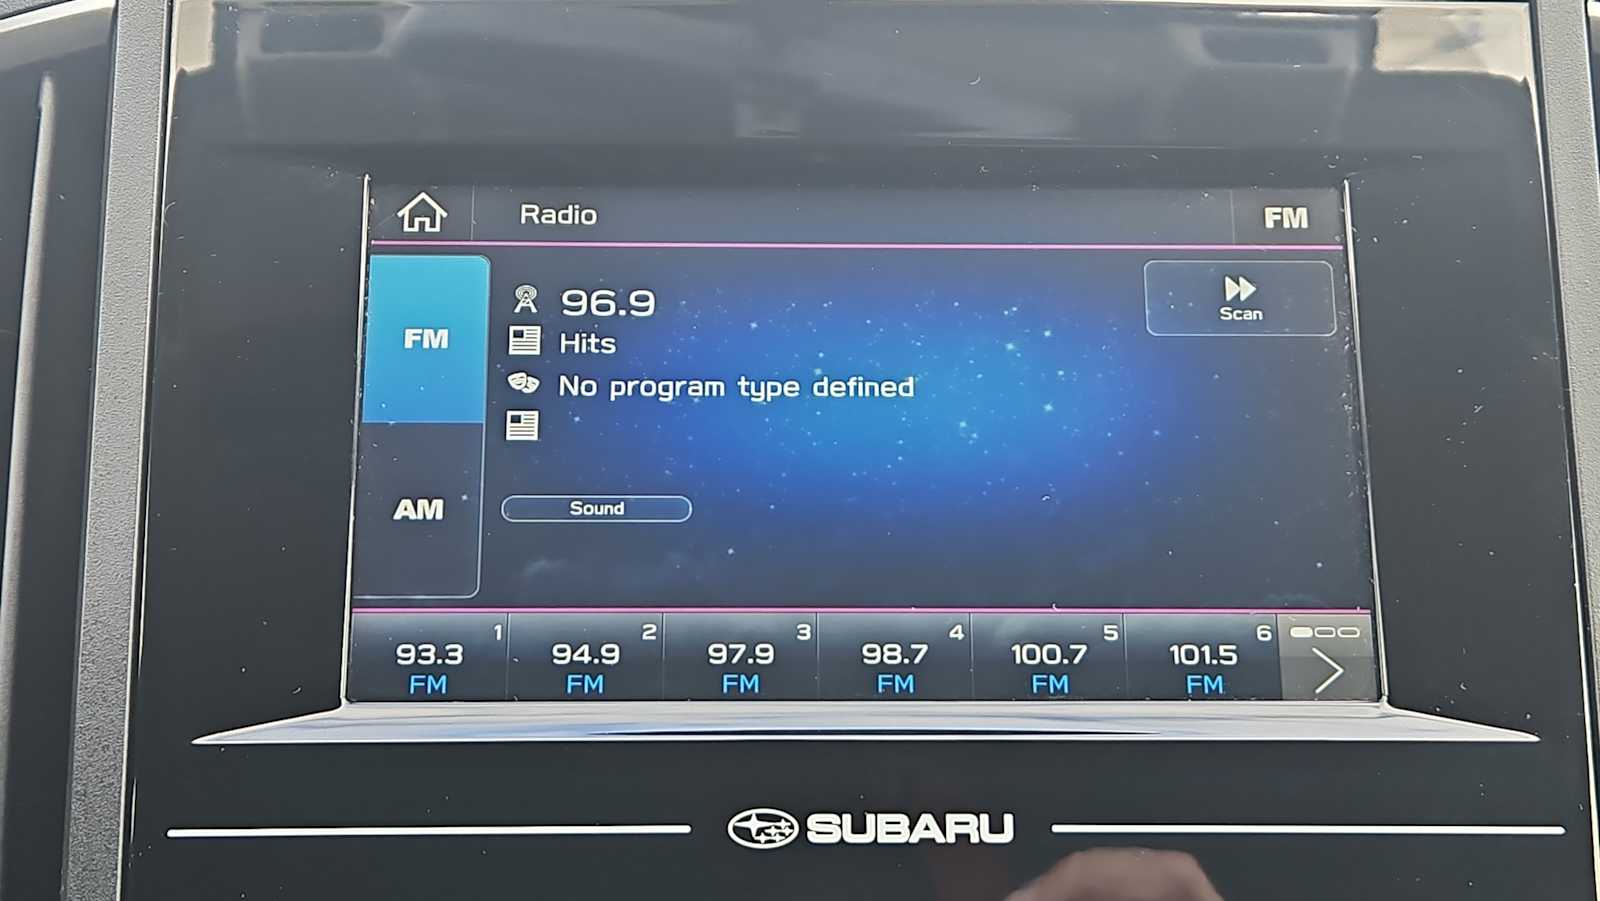 Radio
FM
FM
96.9
Scan
Hits
No program type defined
AM
Sound
1 2 3 4 5 6
93.3 94.9 97.9 98.7 100.7 101.5
FM FM FM FM FM FM
SUBARU